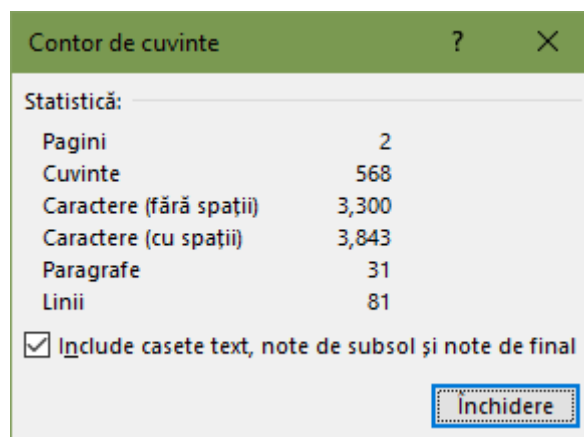 Contor de cuvinte ? ×
Statistică:
Pagini 2
Cuvinte 568
Caractere (fără spații) 3,300
Caractere (cu spații) 3,843
Paragrafe 31
Linii 81
Include casete text, note de subsol și note de final
Închidere